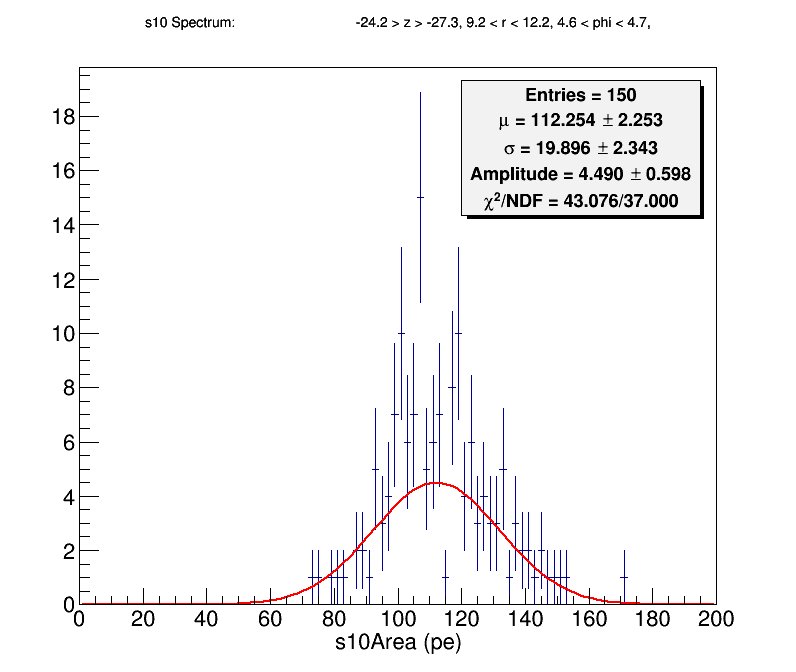 s10 Spectrum: -24.2 > z > -27.3, 9.2 < r < 12.2, 4.6 < phi < 4.7,
Entries = 150
μ = 112.254 ± 2.253
σ = 19.896 ± 2.343
Amplitude = 4.490 ± 0.598
χ²/NDF = 43.076/37.000
18
16
14
12
10
8
6
4
2
0
0 20 40 60 80 100 120 140 160 180 200
s10Area (pe)